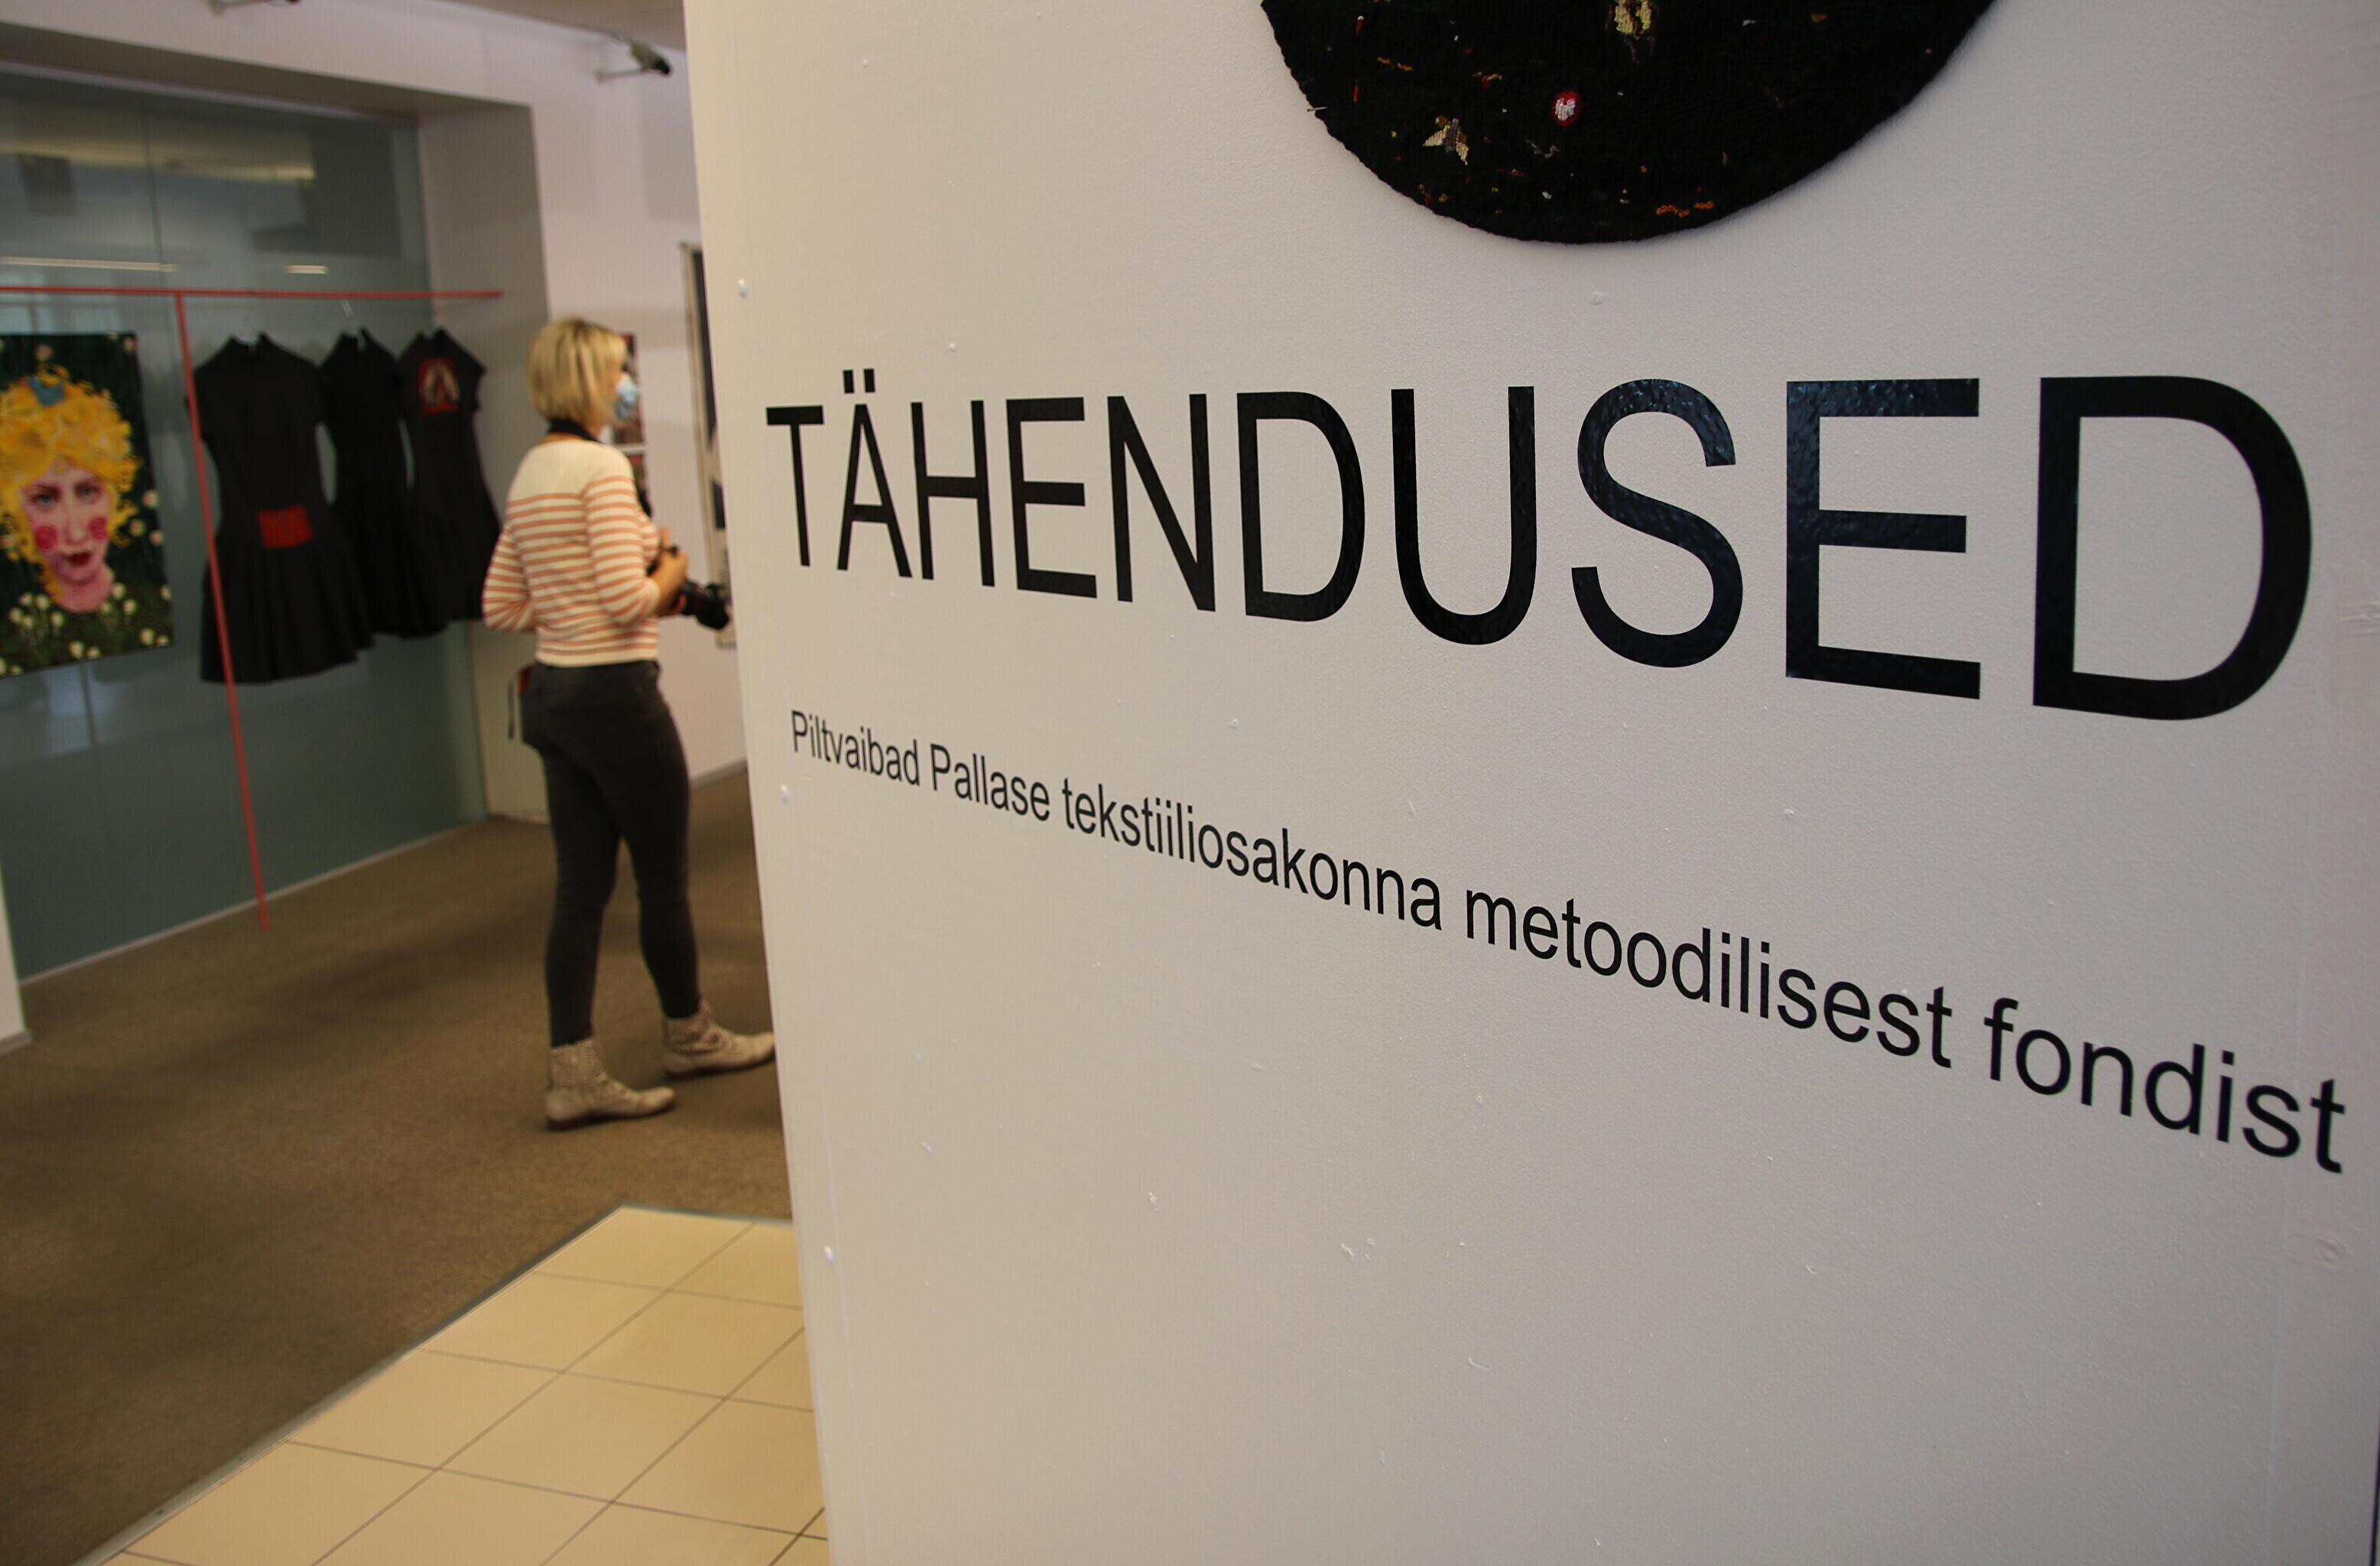 TÄHENDUSED
Piltvaibad Pallase tekstiiliosakonna metoodilisest fondist